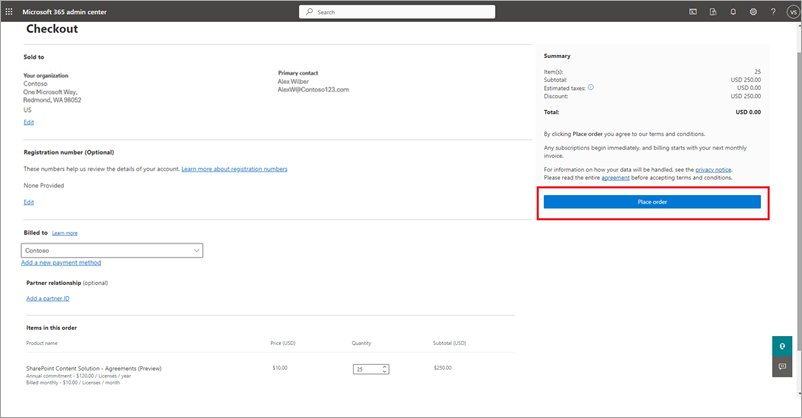 Microsoft 365 admin center
Search
VS
Checkout
Sold to
Your organization
Contoso
One Microsoft Way,
Redmond, WA 98052
US
Edit
Primary contact
Alex Wilber
AlexW@Contoso123.com
Registration number (Optional)
These numbers help us review the details of your account. Learn more about registration numbers
None Provided
Edit
Billed to Learn more
Contoso
Add a new payment method
Partner relationship (optional)
Add a partner ID
Items in this order
Product name Price (USD) Quantity Subtotal (USD)
SharePoint Content Solution - Agreements (Preview) $10.00 25 $250.00
Annual commitment - $120.00 / Licenses / year
Billed monthly - $10.00 / Licenses / month
Summary
Item(s): 25
Subtotal: USD 250.00
Estimated taxes: USD 0.00
Discount: USD 250.00
Total: USD 0.00
By clicking Place order you agree to our terms and conditions.
Any subscriptions begin immediately, and billing starts with your next monthly
invoice.
For information on how your data will be handled, see the privacy notice.
Please read the entire agreement before accepting terms and conditions.
Place order